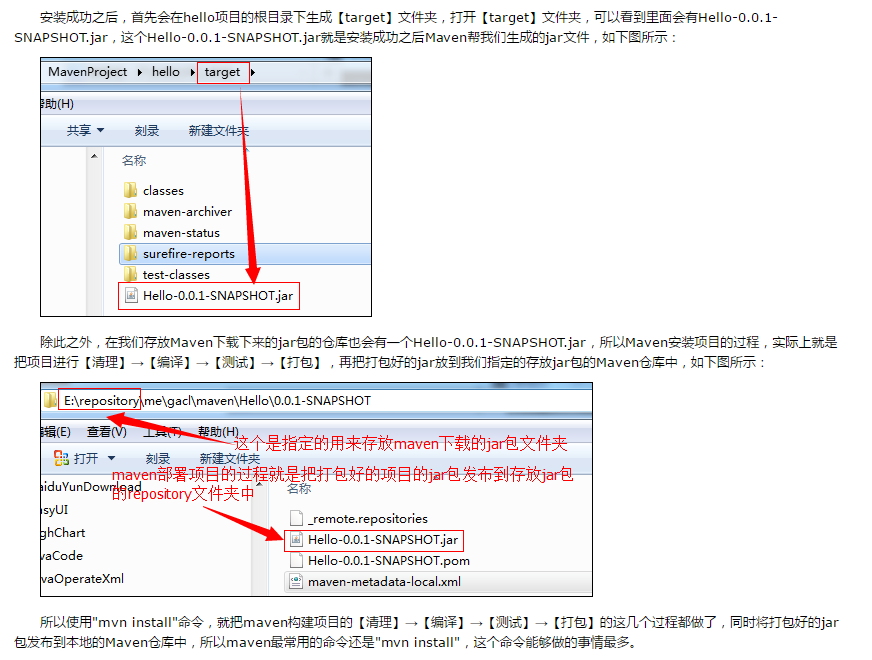 安装成功之后，首先会在hello项目的根目录下生成【target】文件夹，打开【target】文件夹，可以看到里面会有Hello-0.0.1-
SNAPSHOT.jar，这个Hello-0.0.1-SNAPSHOT.jar就是安装成功之后Maven帮我们生成的jar文件，如下图所示：
MavenProject ▸ hello ▸ target ▸
帮助(H)
共享 ▼ 刻录 新建文件夹
名称
classes
maven-archiver
maven-status
surefire-reports
test-classes
Hello-0.0.1-SNAPSHOT.jar
除此之外，在我们存放Maven下载下来的jar包的仓库也会有一个Hello-0.0.1-SNAPSHOT.jar，所以Maven安装项目的过程，实际上就是
把项目进行【清理】→【编译】→【测试】→【打包】，再把打包好的jar放到我们指定的存放jar包的Maven仓库中，如下图所示：
E:\repository\me\gacl\maven\Hello\0.0.1-SNAPSHOT
编辑(E) 查看(V) 工具(T) 帮助(H)
这个是指定的用来存放maven下载的jar包文件夹
打开 ▼ 刻录 新建文件夹
maven部署项目的过程就是把打包好的项目的jar包发布到存放jar包
的repository文件夹中
名称
aiduYunDownload
asyUI
ghChart
vaCode
vaOperateXml
_remote.repositories
Hello-0.0.1-SNAPSHOT.jar
Hello-0.0.1-SNAPSHOT.pom
maven-metadata-local.xml
所以使用"mvn install"命令，就把maven构建项目的【清理】→【编译】→【测试】→【打包】的这几个过程都做了，同时将打包好的jar
包发布到本地的Maven仓库中，所以maven最常用的命令还是"mvn install"，这个命令能够做的事情最多。